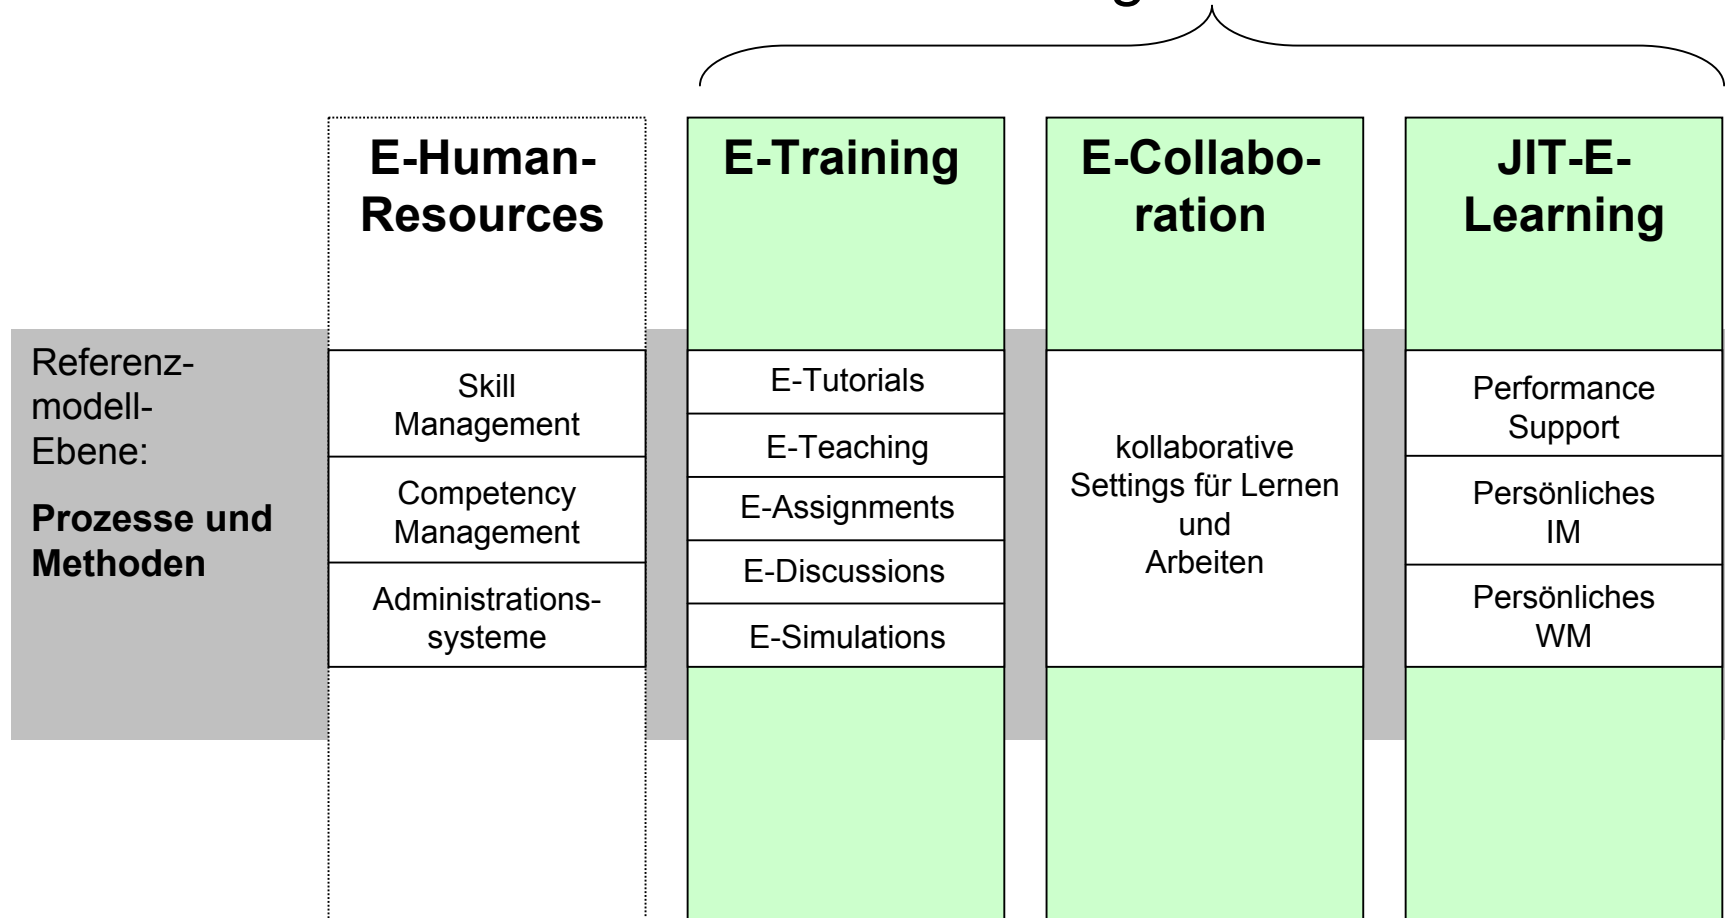 E-Human-
Resources
E-Training
E-Collabo-
ration
JIT-E-
Learning
Referenz-
modell-
Ebene:
Prozesse und
Methoden
Skill
Management
Competency
Management
Administrations-
systeme
E-Tutorials
E-Teaching
E-Assignments
E-Discussions
E-Simulations
kollaborative
Settings für Lernen
und
Arbeiten
Performance
Support
Persönliches
IM
Persönliches
WM